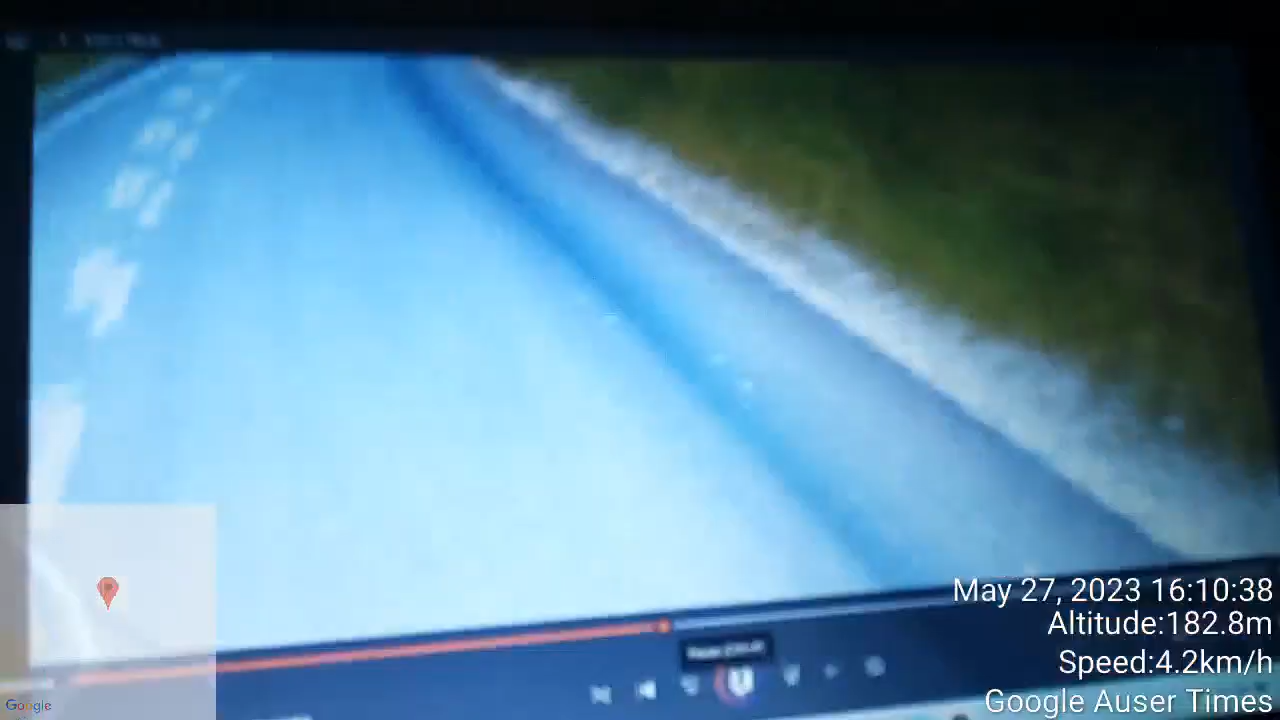 May 27, 2023 16:10:38
Altitude:182.8m
Speed:4.2km/h
Google Auser Times
Google